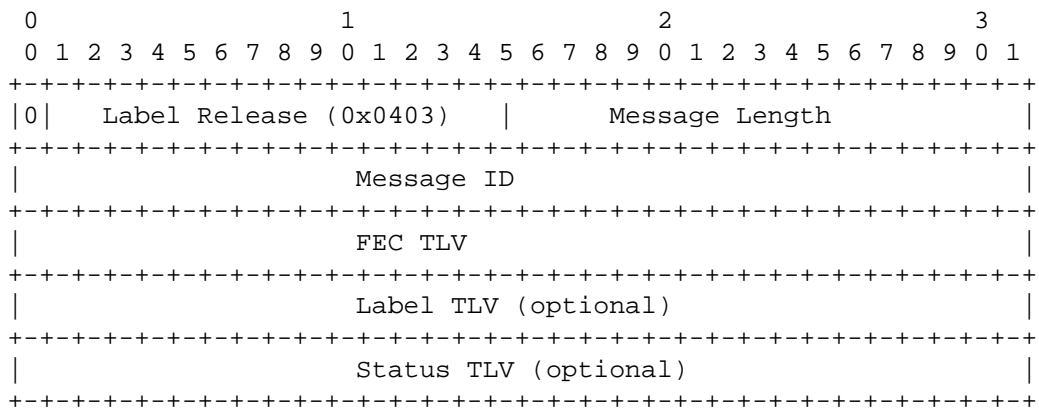 0                   1                   2                   3
 0 1 2 3 4 5 6 7 8 9 0 1 2 3 4 5 6 7 8 9 0 1 2 3 4 5 6 7 8 9 0 1
+-+-+-+-+-+-+-+-+-+-+-+-+-+-+-+-+-+-+-+-+-+-+-+-+-+-+-+-+-+-+-+-+
|0|   Label Release (0x0403)   |      Message Length            |
+-+-+-+-+-+-+-+-+-+-+-+-+-+-+-+-+-+-+-+-+-+-+-+-+-+-+-+-+-+-+-+-+
|                     Message ID                                |
+-+-+-+-+-+-+-+-+-+-+-+-+-+-+-+-+-+-+-+-+-+-+-+-+-+-+-+-+-+-+-+-+
|                     FEC TLV                                   |
+-+-+-+-+-+-+-+-+-+-+-+-+-+-+-+-+-+-+-+-+-+-+-+-+-+-+-+-+-+-+-+-+
|                     Label TLV (optional)                      |
+-+-+-+-+-+-+-+-+-+-+-+-+-+-+-+-+-+-+-+-+-+-+-+-+-+-+-+-+-+-+-+-+
|                     Status TLV (optional)                     |
+-+-+-+-+-+-+-+-+-+-+-+-+-+-+-+-+-+-+-+-+-+-+-+-+-+-+-+-+-+-+-+-+